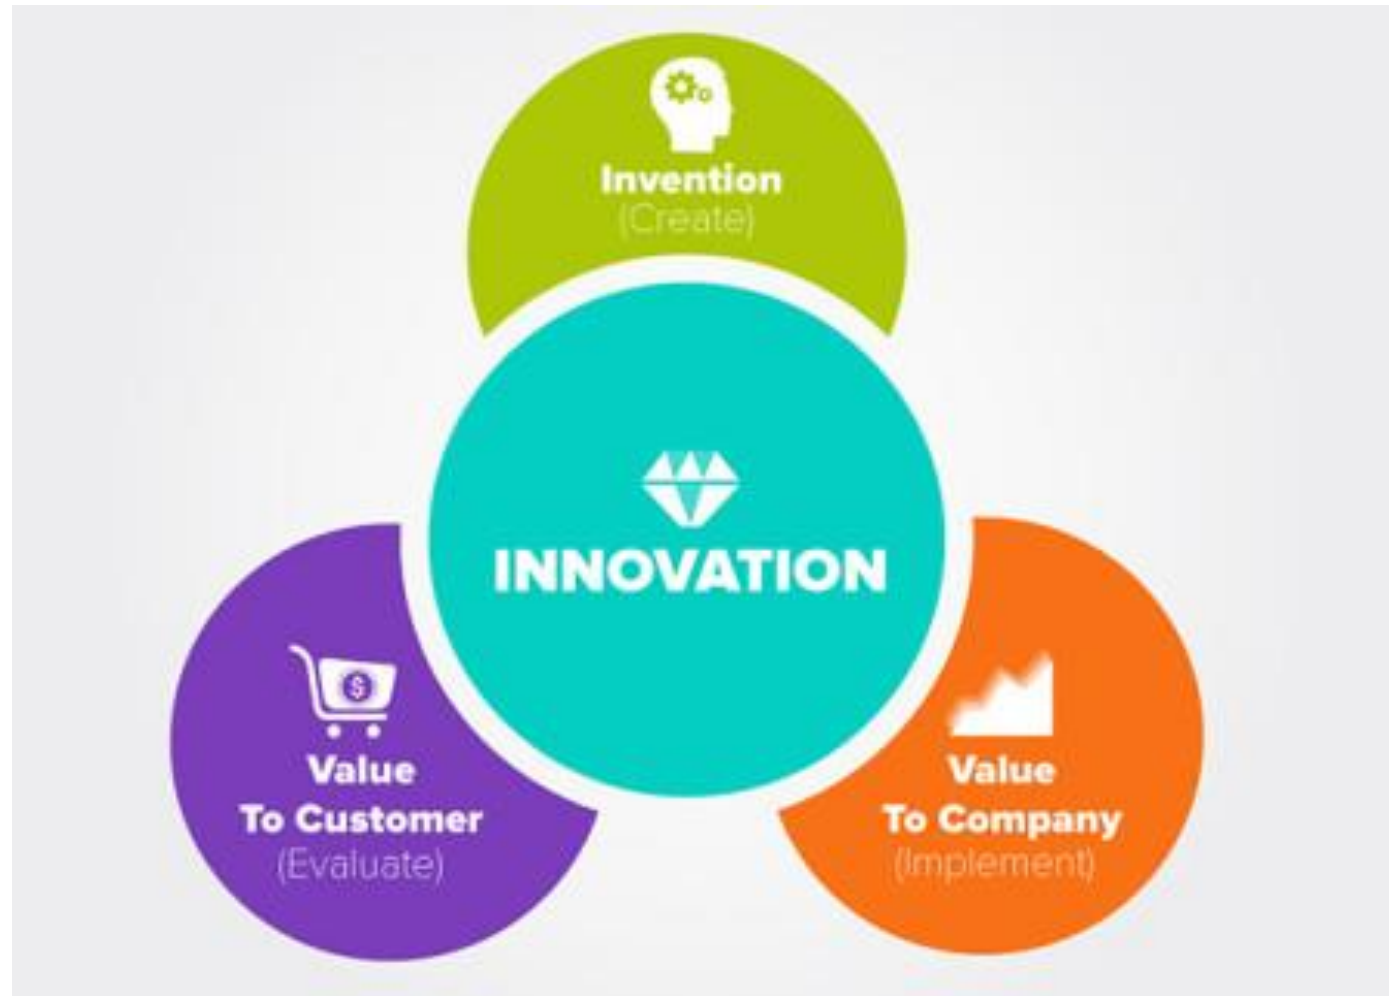 Invention
(Create)
INNOVATION
$
Value
To Customer
(Evaluate)
Value
To Company
(Implement)